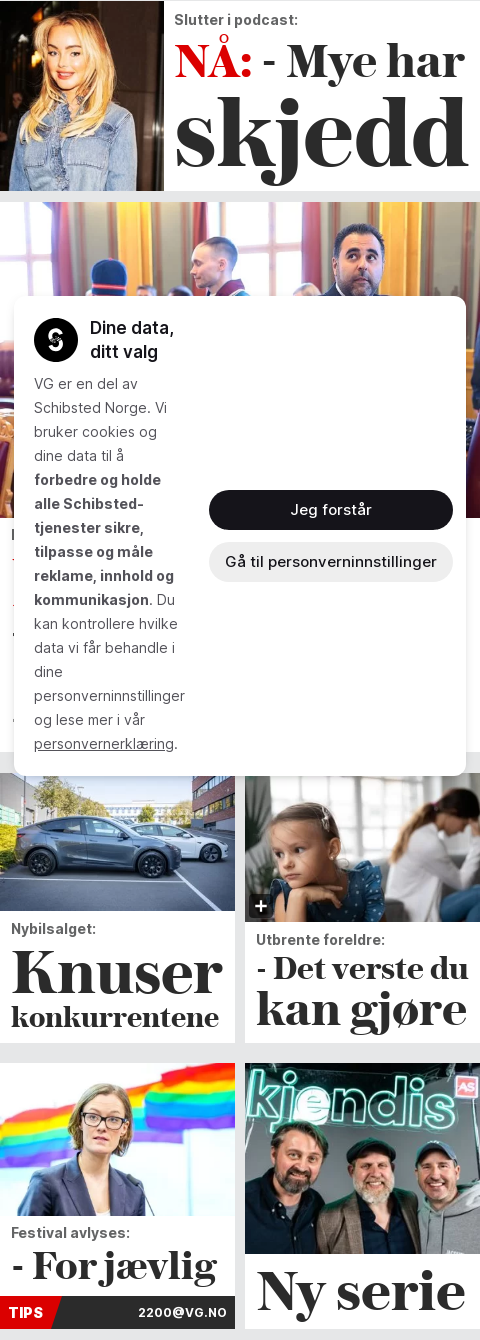 Slutter i podcast:
NÅ: - Mye har
skjedd
Dine data,
ditt valg
VG er en del av
Schibsted Norge. Vi
bruker cookies og
dine data til å
forbedre og holde
alle Schibsted-
tjenester sikre,
tilpasse og måle
reklame, innhold og
kommunikasjon. Du
kan kontrollere hvilke
data vi får behandle i
dine
personverninnstillinger
og lese mer i vår
personvernerklæring.
Jeg forstår
Gå til personverninnstillinger
Nybilsalget:
Knuser
konkurrentene
Utbrente foreldre:
- Det verste du
kan gjøre
Festival avlyses:
- For jævlig
TIPS
2200@VG.NO
kjendis
AS
Ny serie